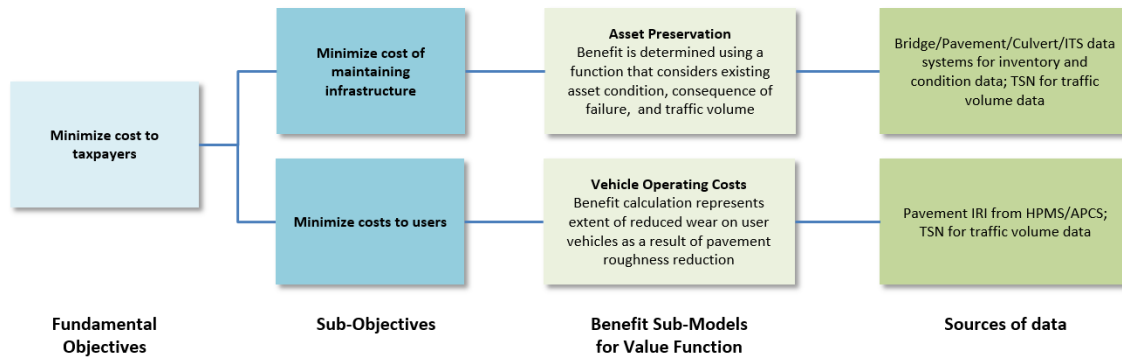 Minimize cost to
taxpayers
Minimize cost of
maintaining
infrastructure
Asset Preservation
Benefit is determined using a
function that considers existing
asset condition, consequence of
failure, and traffic volume
Bridge/Pavement/Culvert/ITS data
systems for inventory and
condition data; TSN for traffic
volume data
Minimize costs to users
Vehicle Operating Costs
Benefit calculation represents
extent of reduced wear on user
vehicles as a result of pavement
roughness reduction
Pavement IRI from HPMS/APCS;
TSN for traffic volume data
Fundamental
Objectives
Sub-Objectives
Benefit Sub-Models
for Value Function
Sources of data